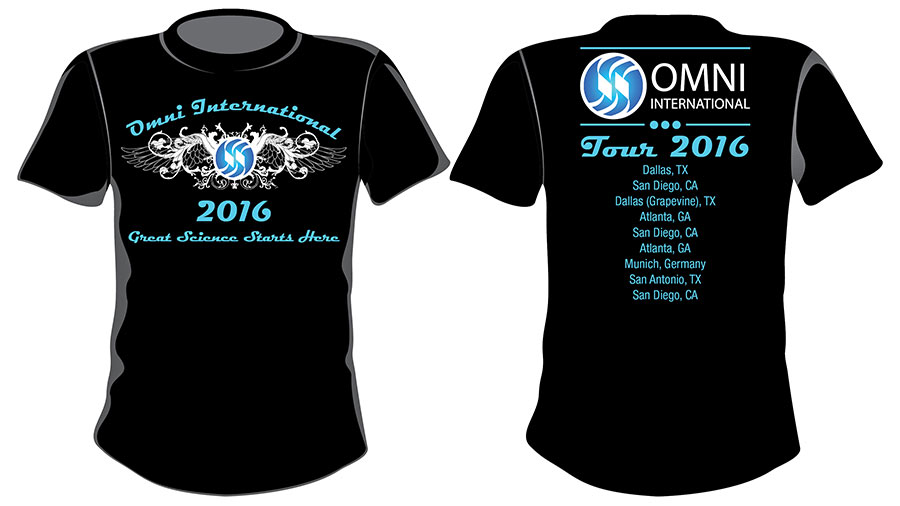 Omni International
2016
Great Science Starts Here
OMNI
INTERNATIONAL
Tour 2016
Dallas, TX
San Diego, CA
Dallas (Grapevine), TX
Atlanta, GA
San Diego, CA
Atlanta, GA
Munich, Germany
San Antonio, TX
San Diego, CA